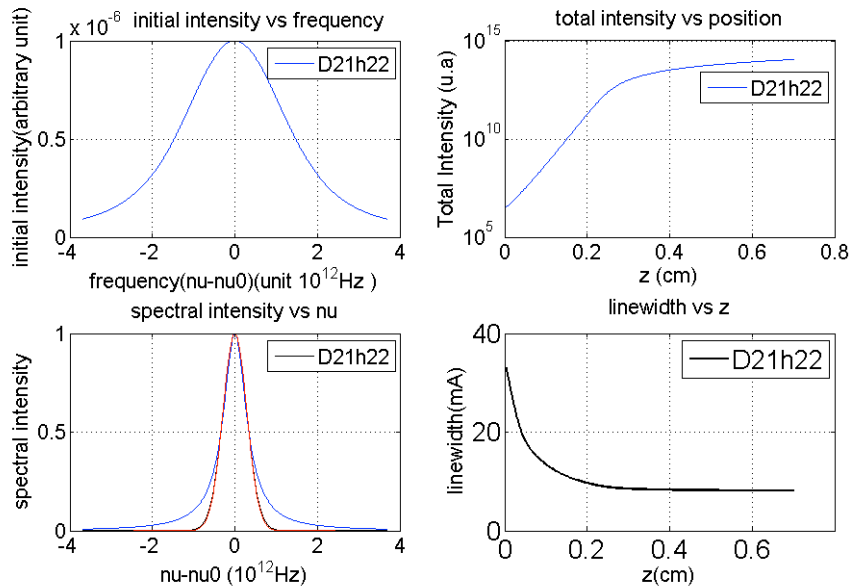 initial intensity vs frequency
x 10^-6
1
0.5
0
-4
-2
0
2
4
initial intensity(arbitrary unit)
frequency(nu-nu0)(unit 10^12Hz )
D21h22
total intensity vs position
10^15
10^10
10^5
0
0.2
0.4
0.6
0.8
Total Intensity (u.a)
z (cm)
D21h22
spectral intensity vs nu
1
0.5
0
-4
-2
0
2
4
spectral intensity
nu-nu0 (10^12Hz)
D21h22
linewidth vs z
40
20
0
0
0.2
0.4
0.6
0.8
linewidth(mA)
z(cm)
D21h22